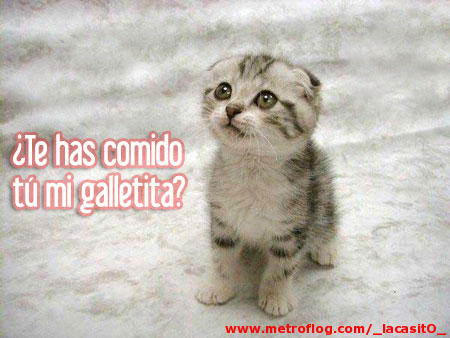 ¿Te has comido
tú mi galletita?
www.metroflog.com/_lacasitO_